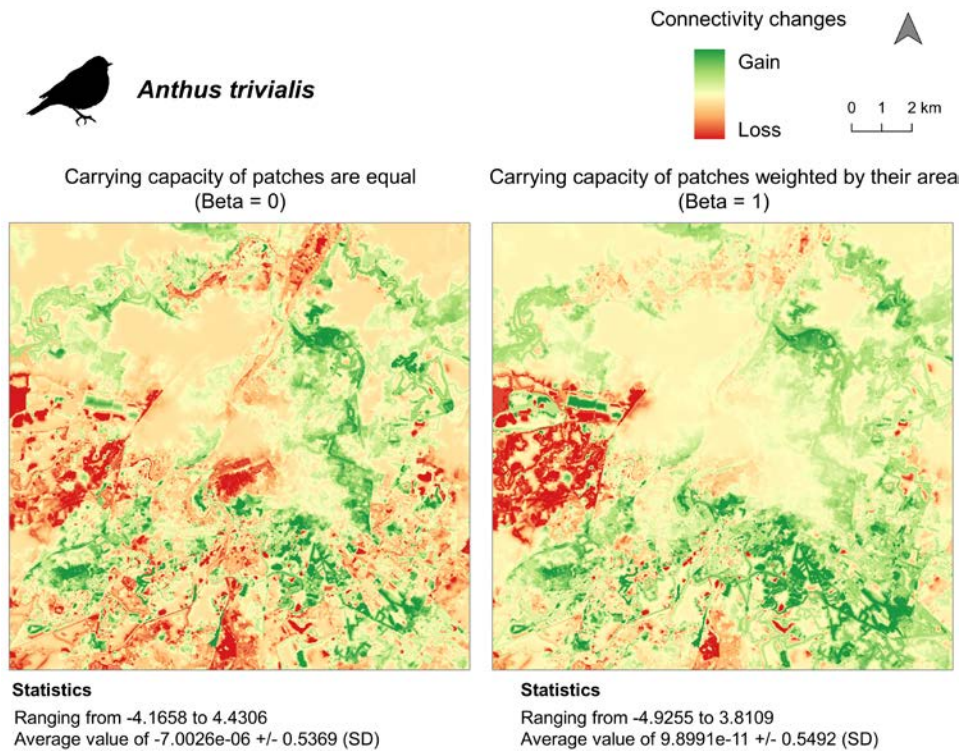 Connectivity changes
Gain
Loss
0 1 2 km
Anthus trivialis
Carrying capacity of patches are equal
(Beta = 0)
Carrying capacity of patches weighted by their area
(Beta = 1)
Statistics
Ranging from -4.1658 to 4.4306
Average value of -7.0026e-06 +/- 0.5369 (SD)
Statistics
Ranging from -4.9255 to 3.8109
Average value of 9.8991e-11 +/- 0.5492 (SD)